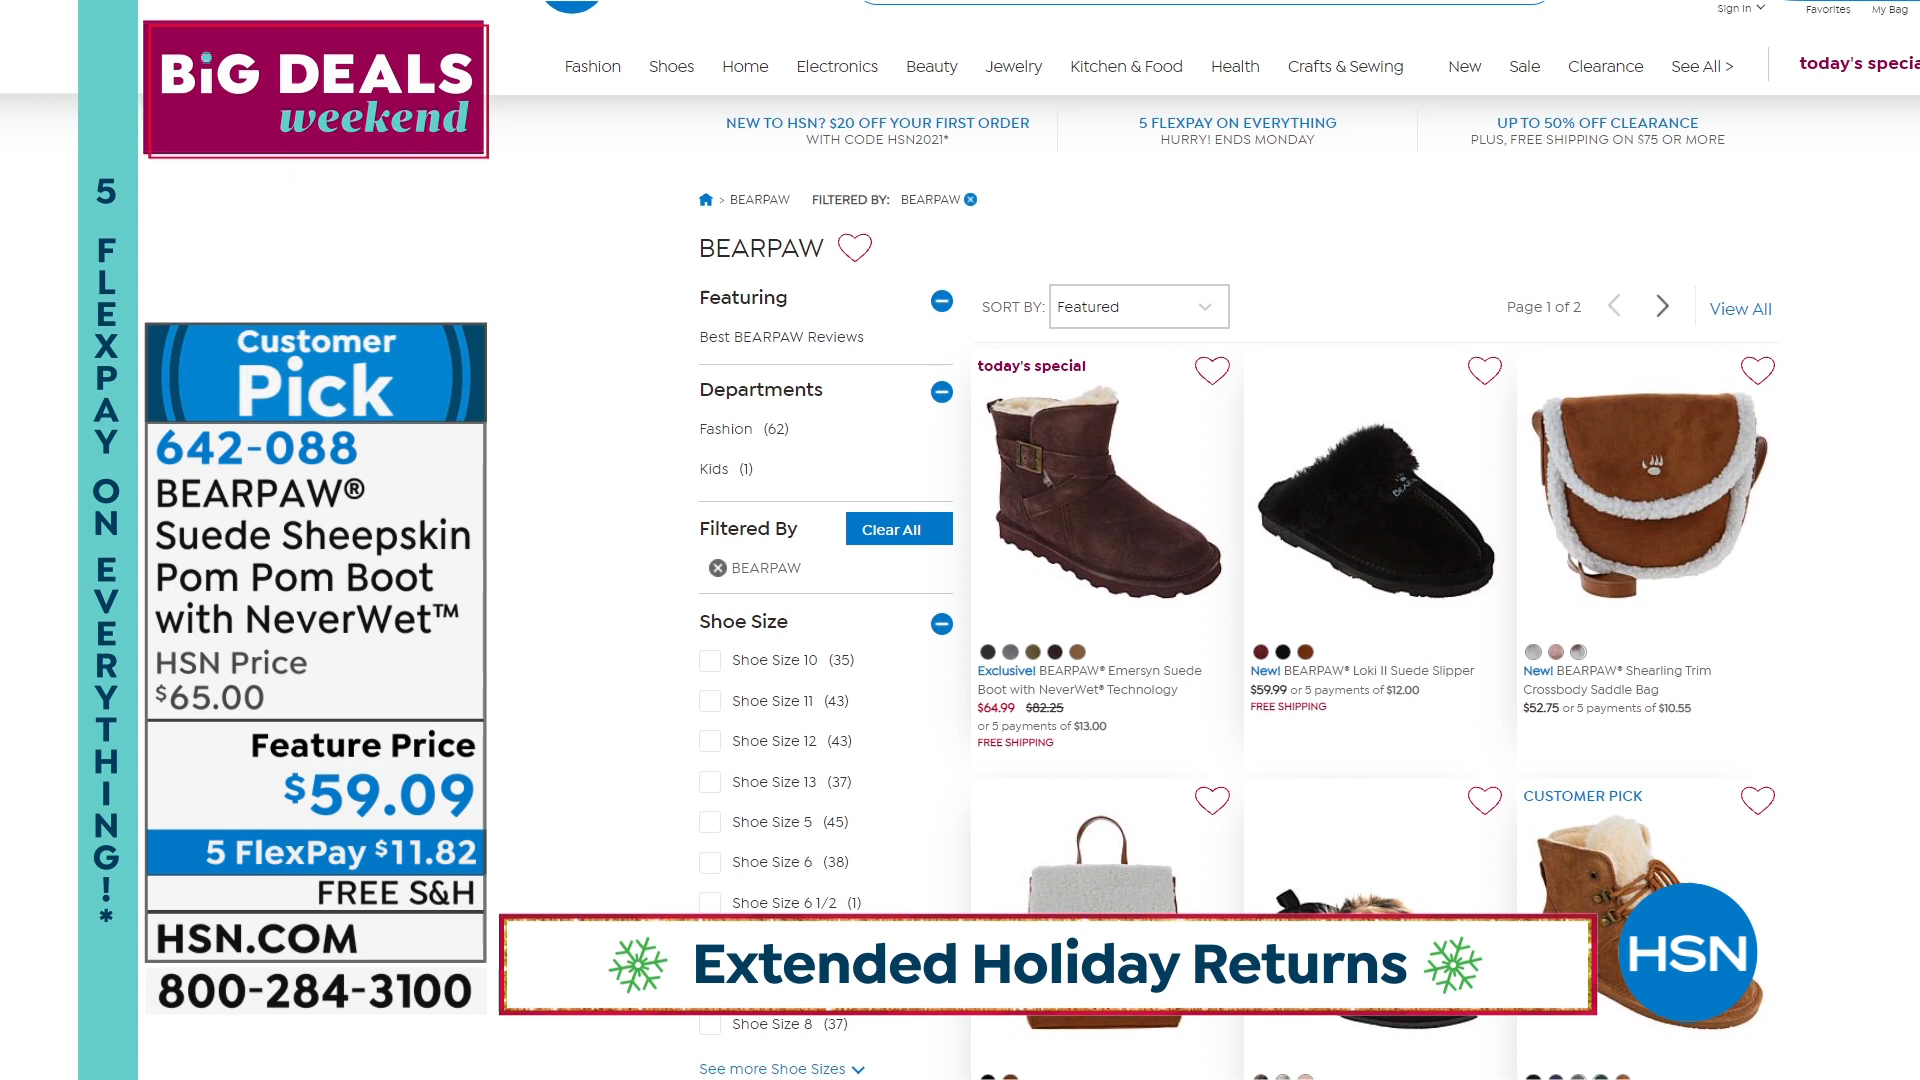 BiG DEALS
weekend
5 FLEXPAY ON EVERYTHING!*
Customer
Pick
642-088
BEARPAW®
Suede Sheepskin
Pom Pom Boot
with NeverWet™
HSN Price
$65.00
Feature Price
$59.09
5 FlexPay $11.82
FREE S&H
HSN.COM
800-284-3100
Sign In
Favorites
My Bag
Fashion Shoes Home Electronics Beauty Jewelry Kitchen & Food Health Crafts & Sewing New Sale Clearance See All >
today's specia
NEW TO HSN? $20 OFF YOUR FIRST ORDER
WITH CODE HSN2021*
5 FLEXPAY ON EVERYTHING
HURRY! ENDS MONDAY
UP TO 50% OFF CLEARANCE
PLUS, FREE SHIPPING ON $75 OR MORE
> BEARPAW FILTERED BY: BEARPAW
BEARPAW
Featuring
Best BEARPAW Reviews
Departments
Fashion (62)
Kids (1)
Filtered By
Clear All
BEARPAW
Shoe Size
Shoe Size 10 (35)
Shoe Size 11 (43)
Shoe Size 12 (43)
Shoe Size 13 (37)
Shoe Size 5 (45)
Shoe Size 6 (38)
Shoe Size 6 1/2 (1)
Shoe Size 8 (37)
See more Shoe Sizes
SORT BY: Featured
Page 1 of 2
View All
today's special
Exclusive! BEARPAW® Emersyn Suede
Boot with NeverWet® Technology
$64.99 $82.25
or 5 payments of $13.00
FREE SHIPPING
New! BEARPAW® Loki II Suede Slipper
$59.99 or 5 payments of $12.00
FREE SHIPPING
New! BEARPAW® Shearling Trim
Crossbody Saddle Bag
$52.75 or 5 payments of $10.55
CUSTOMER PICK
Extended Holiday Returns
HSN